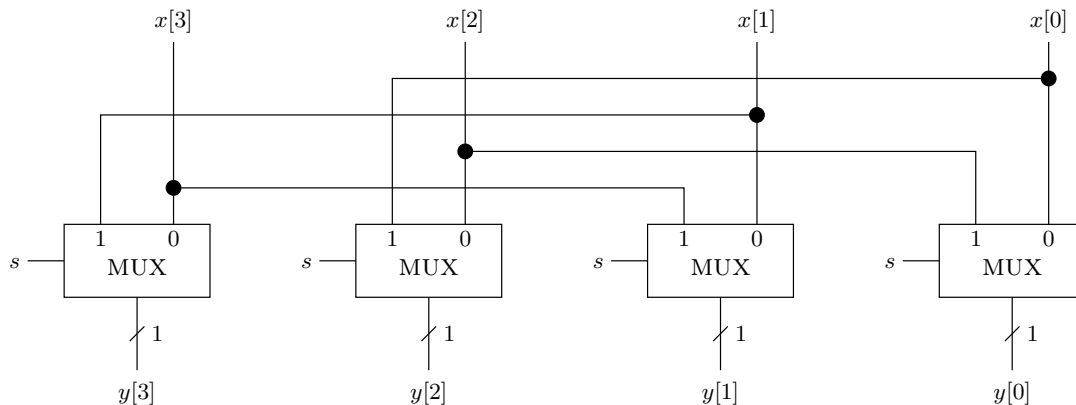 x[3] x[2] x[1] x[0]
1 0 1 0 1 0 1 0
s MUX s MUX s MUX s MUX
1 1 1 1
y[3] y[2] y[1] y[0]